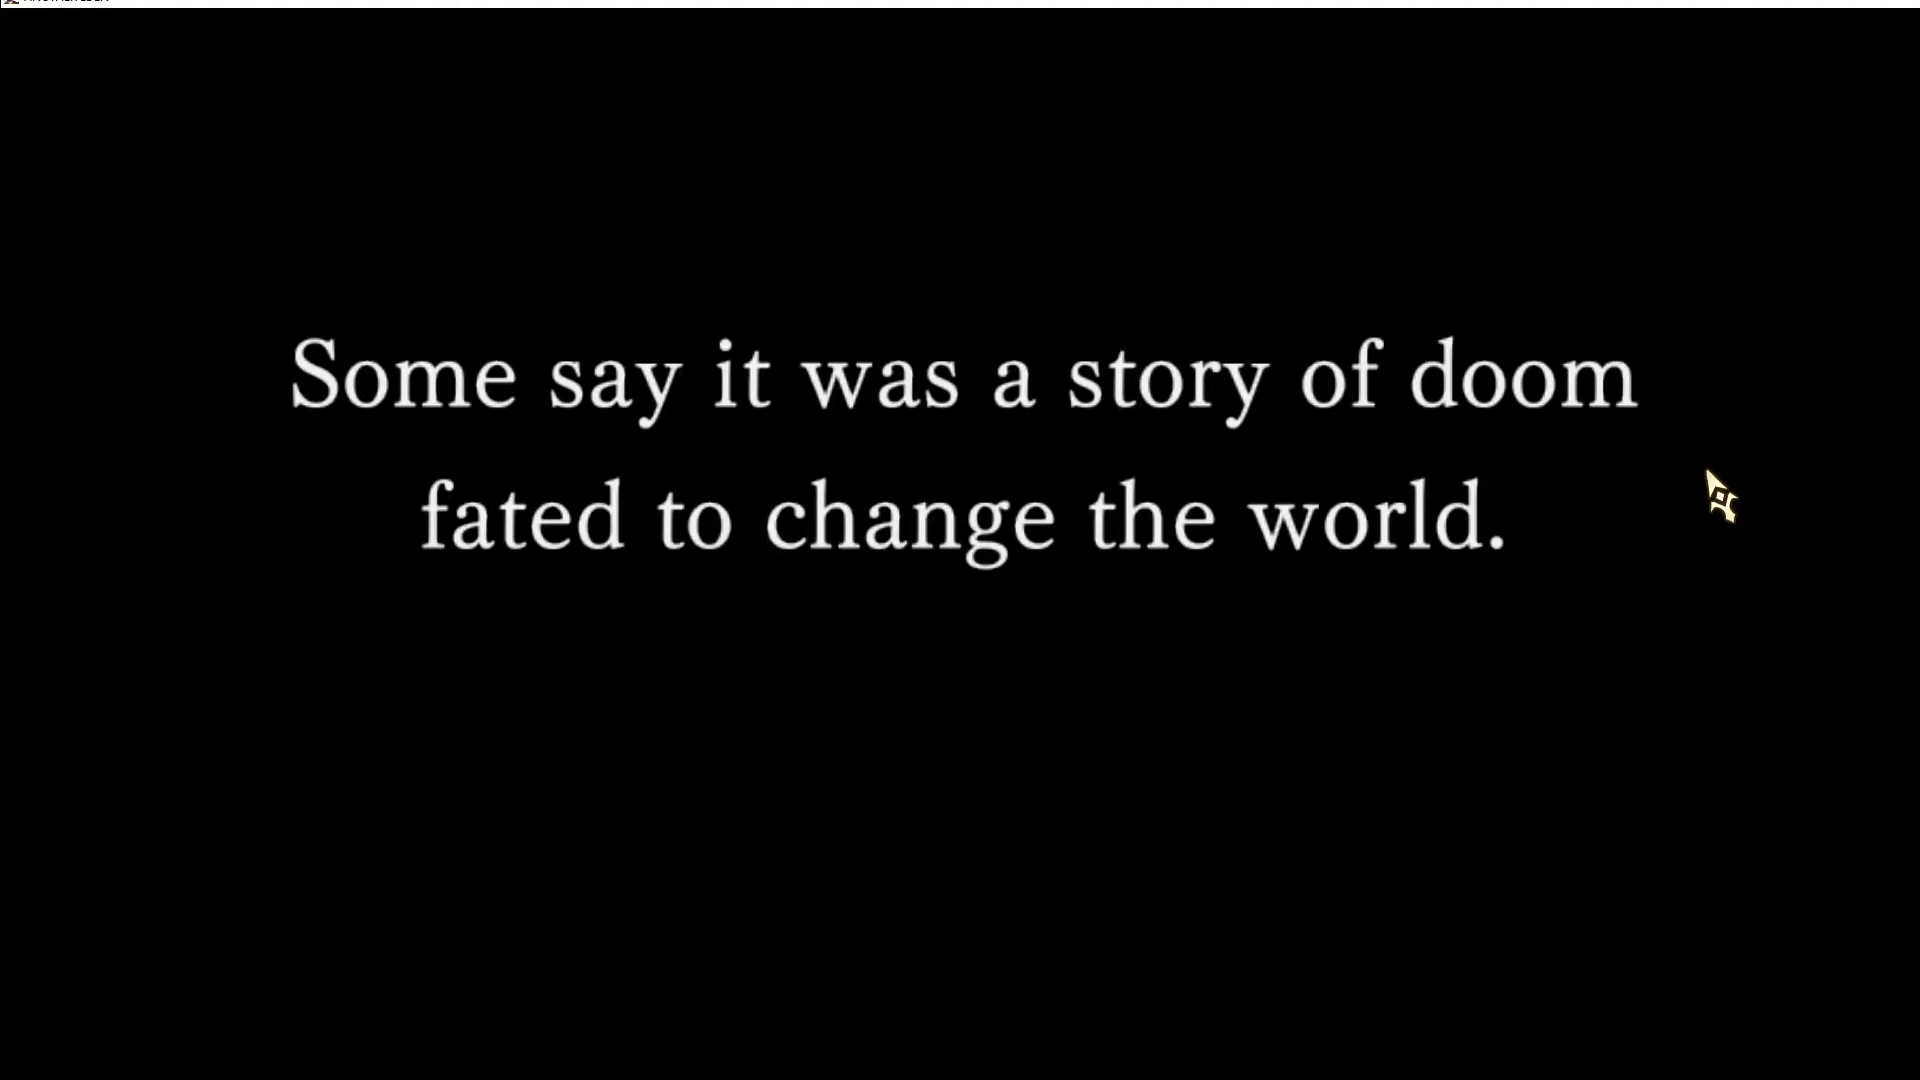 Some say it was a story of doom
fated to change the world.